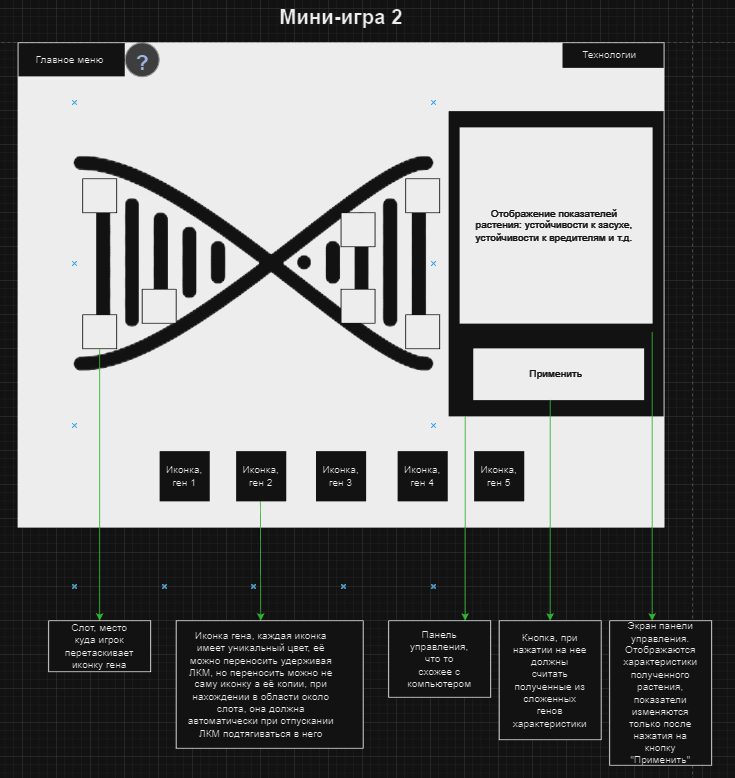 Мини-игра 2
Главное меню
?
Технологии
Отображение показателей
растения: устойчивости к засухе,
устойчивости к вредителям и т.д.
Применить
Иконка,
ген 1
Иконка,
ген 2
Иконка,
ген 3
Иконка,
ген 4
Иконка,
ген 5
Слот, место
куда игрок
перетаскивает
иконку гена
Иконка гена, каждая иконка
имеет уникальный цвет, её
можно переносить удерживая
ЛКМ, но переносить можно не
саму иконку а её копии, при
нахождении в области около
слота, она должна
автоматически при отпускании
ЛКМ подтягиваться в него
Панель
управления,
что то
схожее с
компьютером
Кнопка, при
нажатии на нее
должны
считать
полученные из
сложенных
генов
характеристики
Экран панели
управления.
Отображаются
характеристики
полученного
растения,
показатели
изменяются
только после
нажатия на
кнопку
"Применить"